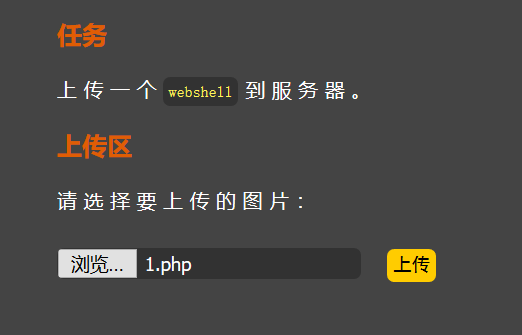 任务
上传一个 webshell 到服务器。
上传区
请选择要上传的图片：
浏览... 1.php 上传